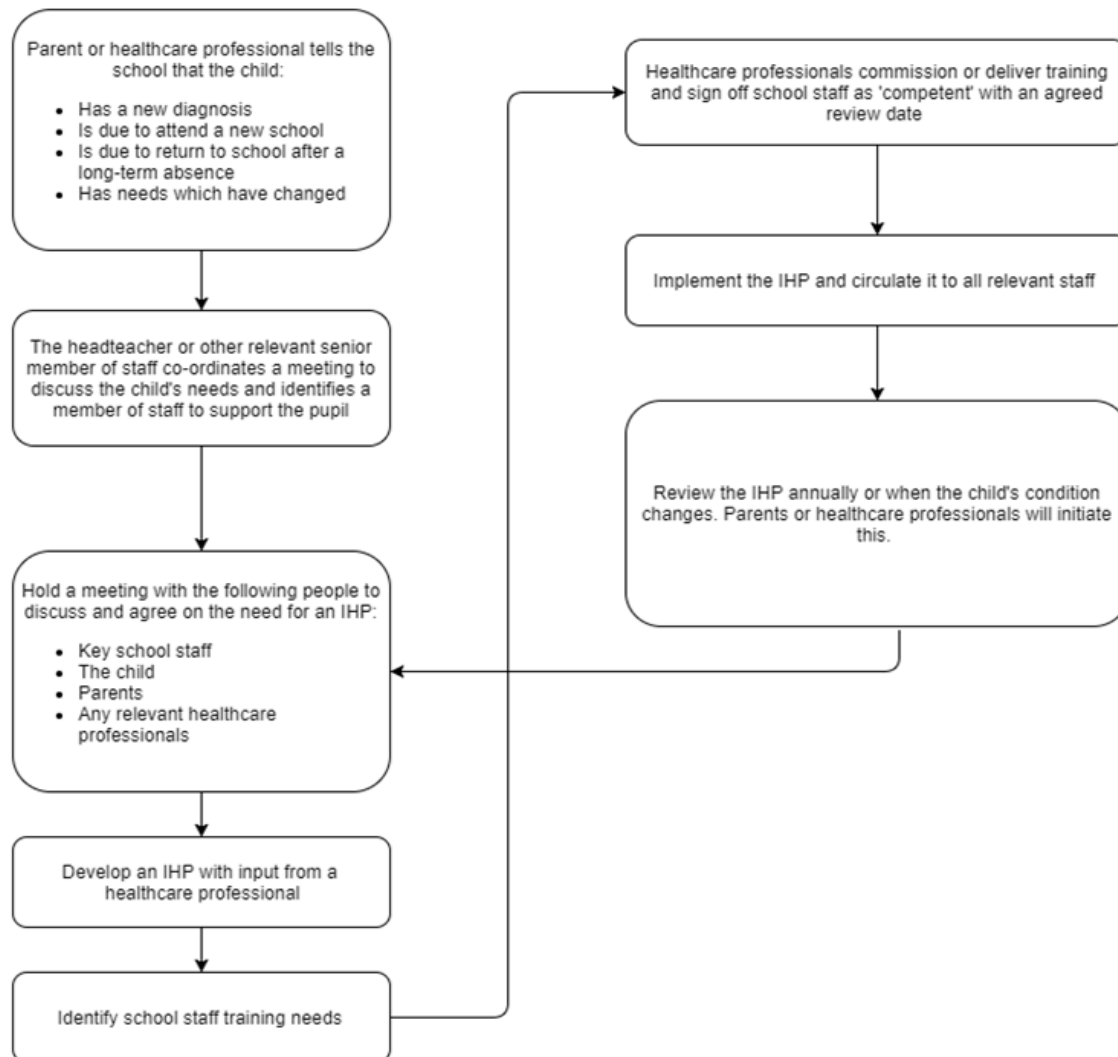 Parent or healthcare professional tells the
school that the child:
• Has a new diagnosis
• Is due to attend a new school
• Is due to return to school after a
long-term absence
• Has needs which have changed
The headteacher or other relevant senior
member of staff co-ordinates a meeting to
discuss the child's needs and identifies a
member of staff to support the pupil
Hold a meeting with the following people to
discuss and agree on the need for an IHP:
• Key school staff
• The child
• Parents
• Any relevant healthcare
professionals
Develop an IHP with input from a
healthcare professional
Identify school staff training needs
Healthcare professionals commission or deliver training
and sign off school staff as 'competent' with an agreed
review date
Implement the IHP and circulate it to all relevant staff
Review the IHP annually or when the child's condition
changes. Parents or healthcare professionals will initiate
this.